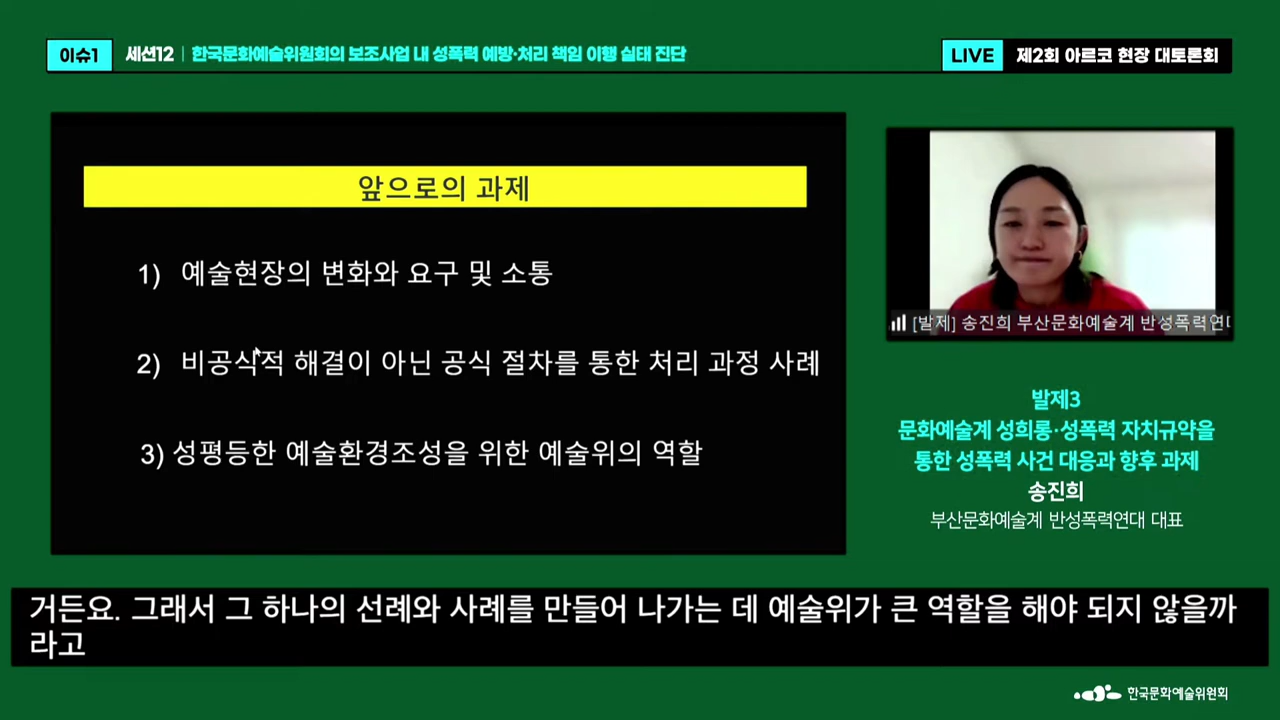 이슈1
세션12 | 한국문화예술위원회의 보조사업 내 성폭력 예방·처리 책임 이행 실태 진단
LIVE
제2회 아르코 현장 대토론회
앞으로의 과제
1) 예술현장의 변화와 요구 및 소통
2) 비공식적 해결이 아닌 공식 절차를 통한 처리 과정 사례
3) 성평등한 예술환경조성을 위한 예술위의 역할
[발제] 송진희 부산문화예술계 반성폭력연
발제3
문화예술계 성희롱·성폭력 자치규약을
통한 성폭력 사건 대응과 향후 과제
송진희
부산문화예술계 반성폭력연대 대표
거든요. 그래서 그 하나의 선례와 사례를 만들어 나가는 데 예술위가 큰 역할을 해야 되지 않을까
라고
한국문화예술위원회